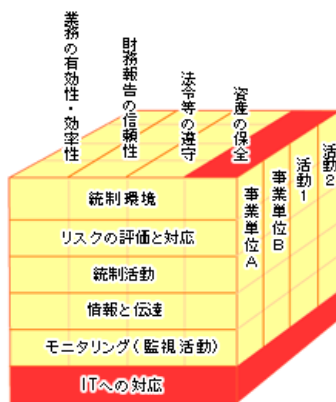 業務の有効性・効率性
財務報告の信頼性
法令等の遵守
資産の保全
統制環境
リスクの評価と対応
統制活動
情報と伝達
モニタリング(監視活動)
ITへの対応
事業単位A
事業単位B
活動1
活動2